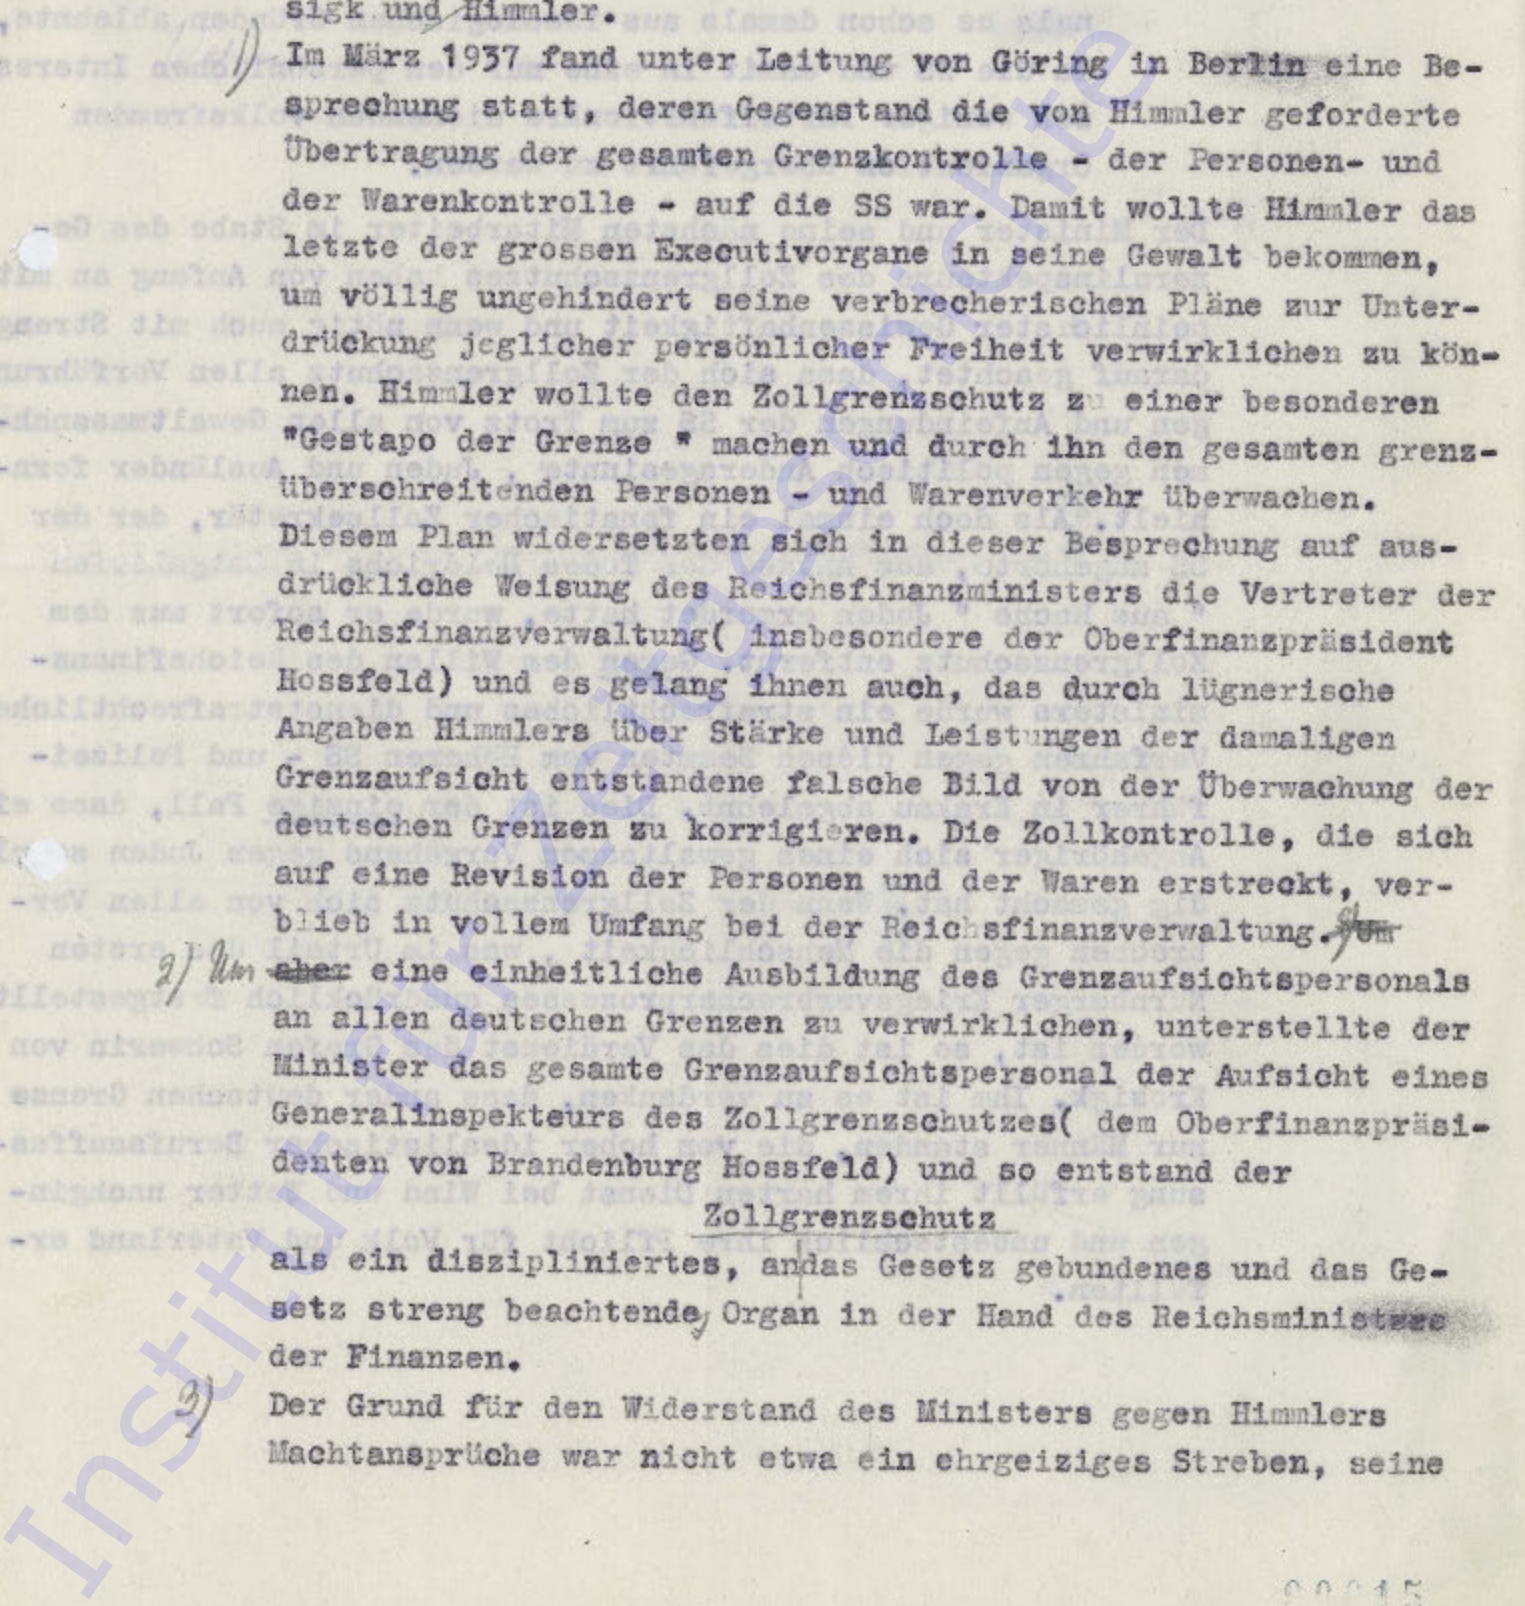 sigk und Himmler.
1) Im März 1937 fand unter Leitung von Göring in Berlin eine Be-
sprechung statt, deren Gegenstand die von Himmler geforderte
Übertragung der gesamten Grenzkontrolle - der Personen- und
der Warenkontrolle - auf die SS war. Damit wollte Himmler das
letzte der grossen Executivorgane in seine Gewalt bekommen,
um völlig ungehindert seine verbrecherischen Pläne zur Unter-
drückung jeglicher persönlicher Freiheit verwirklichen zu kön-
nen. Himmler wollte den Zollgrenzschutz zu einer besonderen
"Gestapo der Grenze " machen und durch ihn den gesamten grenz-
überschreitenden Personen - und Warenverkehr überwachen.
Diesem Plan widersetzten sich in dieser Besprechung auf aus-
drückliche Weisung des Reichsfinanzministers die Vertreter der
Reichsfinanzverwaltung( insbesondere der Oberfinanzpräsident
Hossfeld) und es gelang ihnen auch, das durch lügnerische
Angaben Himmlers über Stärke und Leistungen der damaligen
Grenzaufsicht entstandene falsche Bild von der Überwachung der
deutschen Grenzen zu korrigieren. Die Zollkontrolle, die sich
auf eine Revision der Personen und der Waren erstreckt, ver-
blieb in vollem Umfang bei der Reichsfinanzverwaltung. Um
2) Um aber eine einheitliche Ausbildung des Grenzaufsichtspersonals
an allen deutschen Grenzen zu verwirklichen, unterstellte der
Minister das gesamte Grenzaufsichtspersonal der Aufsicht eines
Generalinspekteurs des Zollgrenzschutzes( dem Oberfinanzpräsi-
denten von Brandenburg Hossfeld) und so entstand der
Zollgrenzschutz
als ein diszipliniertes, an|das Gesetz gebundenes und das Ge-
setz streng beachtende, Organ in der Hand des Reichsministers
der Finanzen.
3) Der Grund für den Widerstand des Ministers gegen Himmlers
Machtansprüche war nicht etwa ein ehrgeiziges Streben, seine
Institut für Zeitgeschichte